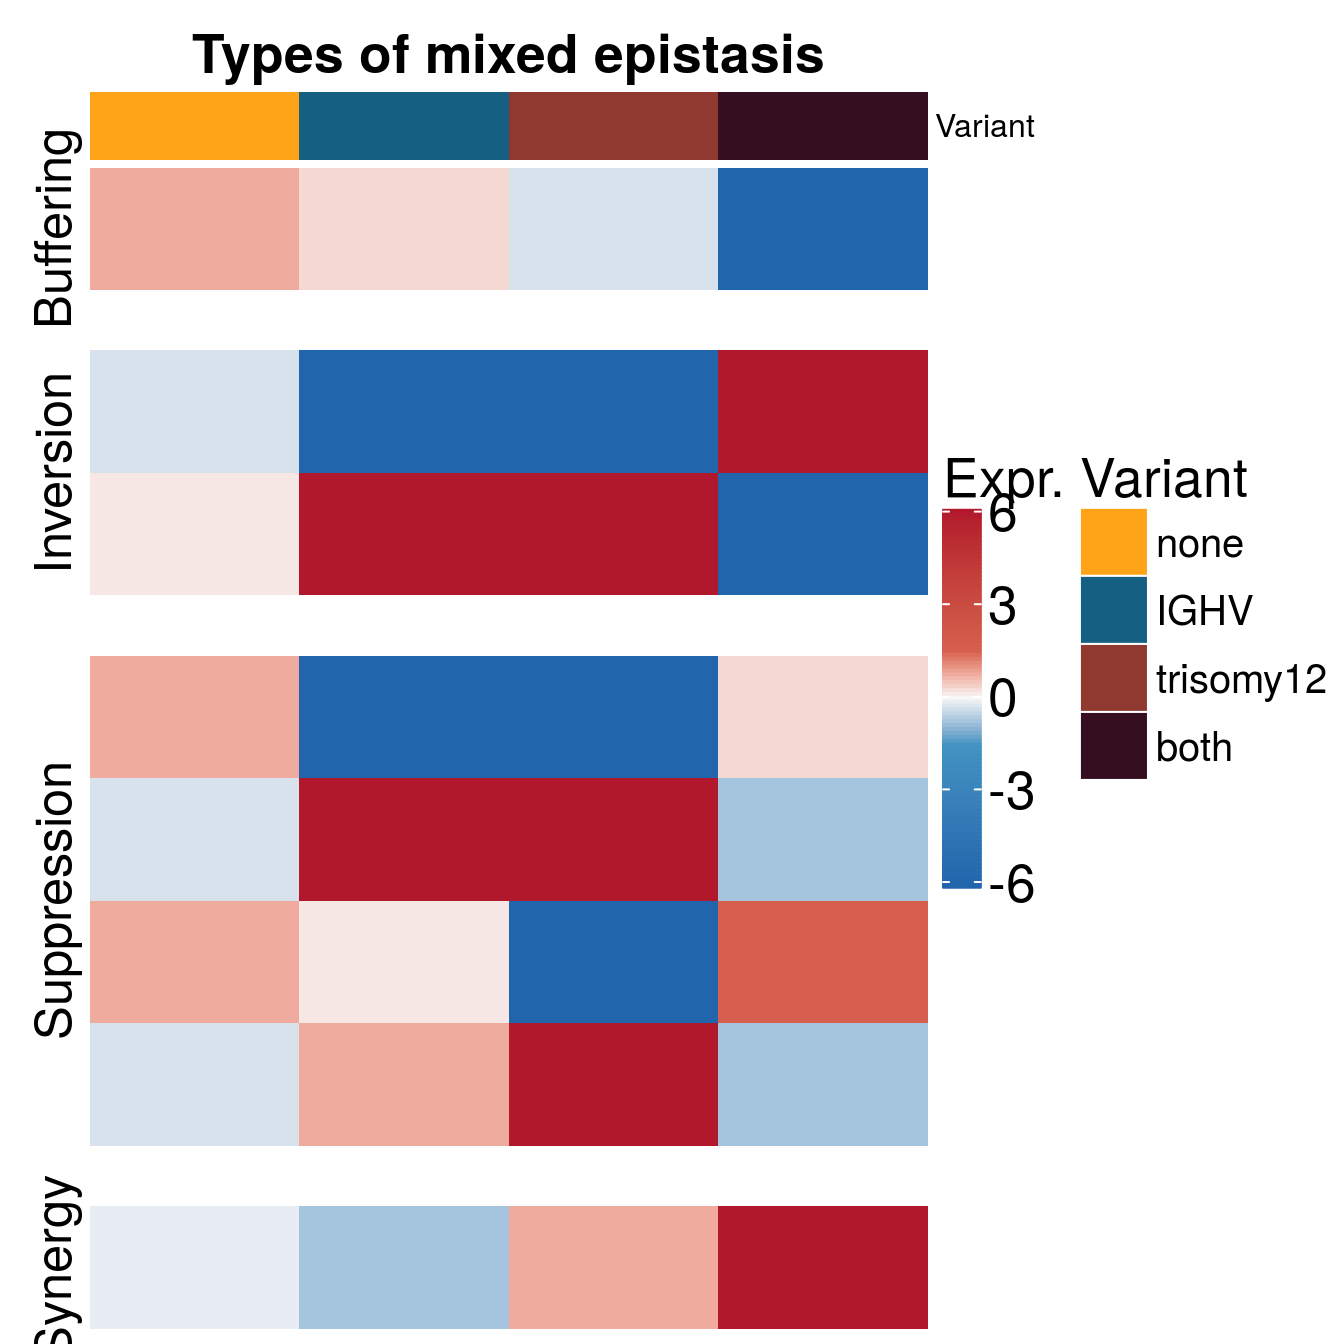 Types of mixed epistasis
Variant
Buffering
Inversion
Suppression
Synergy
Expr.
6
3
0
-3
-6
Variant
none
IGHV
trisomy12
both